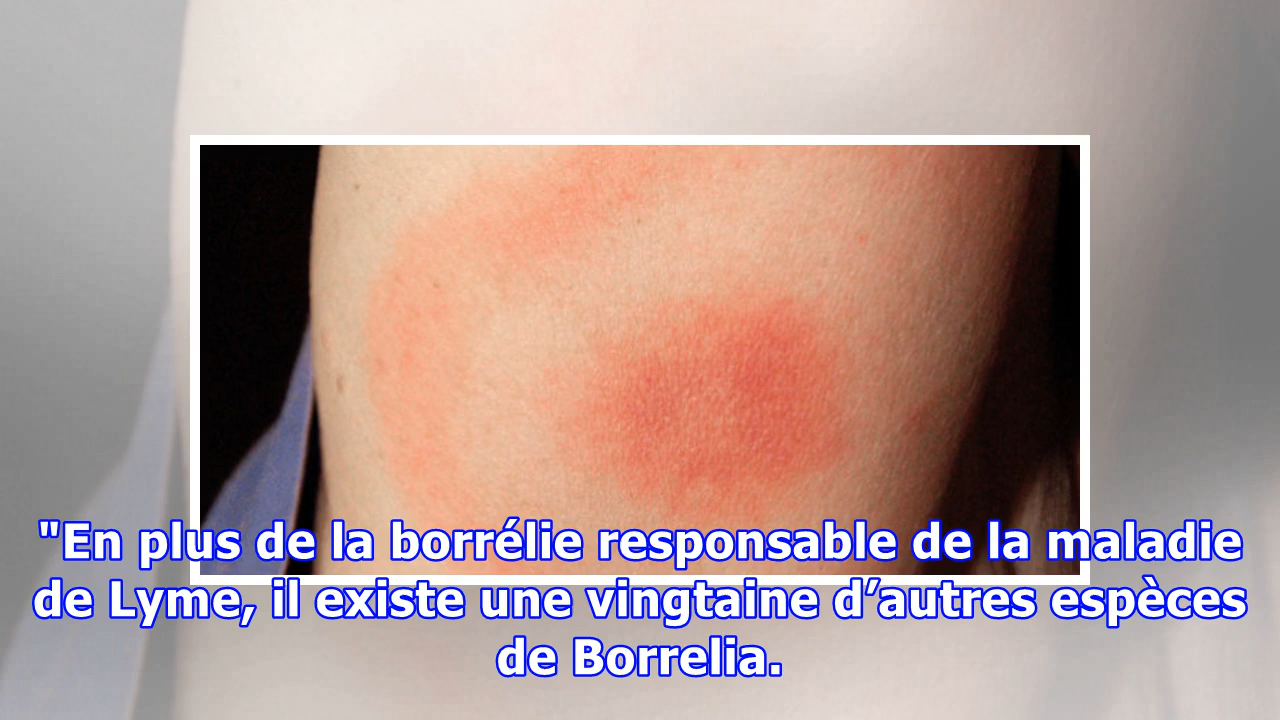 "En plus de la borrélie responsable de la maladie
de Lyme, il existe une vingtaine d’autres espèces
de Borrelia.